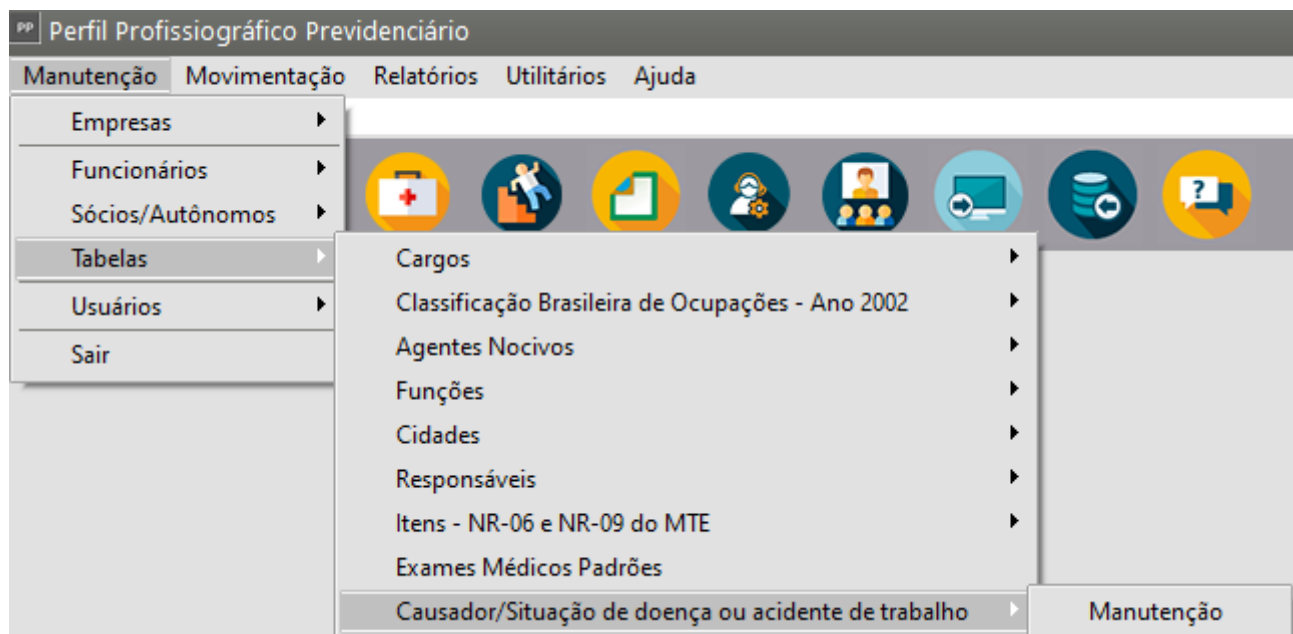 PP Perfil Profissiográfico Previdenciário
Manutenção Movimentação Relatórios Utilitários Ajuda
Empresas
Funcionários
Sócios/Autônomos
Tabelas
Usuários
Sair
?
Cargos
Classificação Brasileira de Ocupações - Ano 2002
Agentes Nocivos
Funções
Cidades
Responsáveis
Itens - NR-06 e NR-09 do MTE
Exames Médicos Padrões
Causador/Situação de doença ou acidente de trabalho
Manutenção